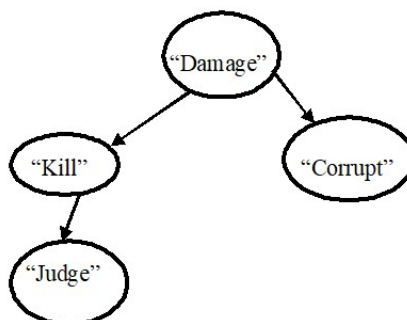 “Damage”
“Kill”
“Corrupt”
“Judge”